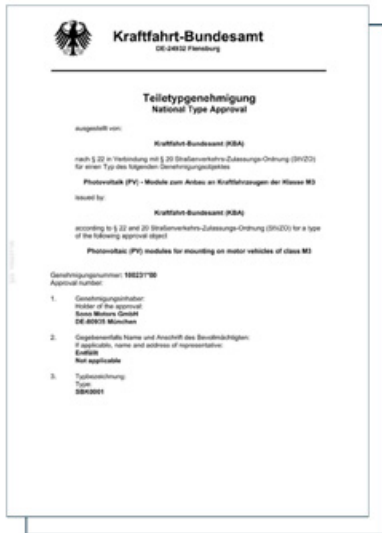 Kraftfahrt-Bundesamt
DE-24932 Flensburg
Teiletypgenehmigung
National Type Approval
ausgestellt von:
Kraftfahrt-Bundesamt (KBA)
nach § 22 in Verbindung mit § 20 Straßenverkehrs-Zulassungs-Ordnung (StVZO)
für einen Typ des folgenden Genehmigungsobjektes
Photovoltaik (PV) - Module zum Anbau an Kraftfahrzeugen der Klasse M3
issued by:
Kraftfahrt-Bundesamt (KBA)
according to § 22 and 20 Straßenverkehrs-Zulassungs-Ordnung (StVZO) for a type
of the following approval object
Photovoltaic (PV) modules for mounting on motor vehicles of class M3
Genehmigungsnummer: 100231*00
Approval number:
1. Genehmigungsinhaber:
Holder of the approval:
Sono Motors GmbH
DE-80935 München
2. Gegebenenfalls Name und Anschrift des Bevollmächtigten:
If applicable, name and address of representative:
Entfällt
Not applicable
3. Typbezeichnung:
Type:
SBK0001